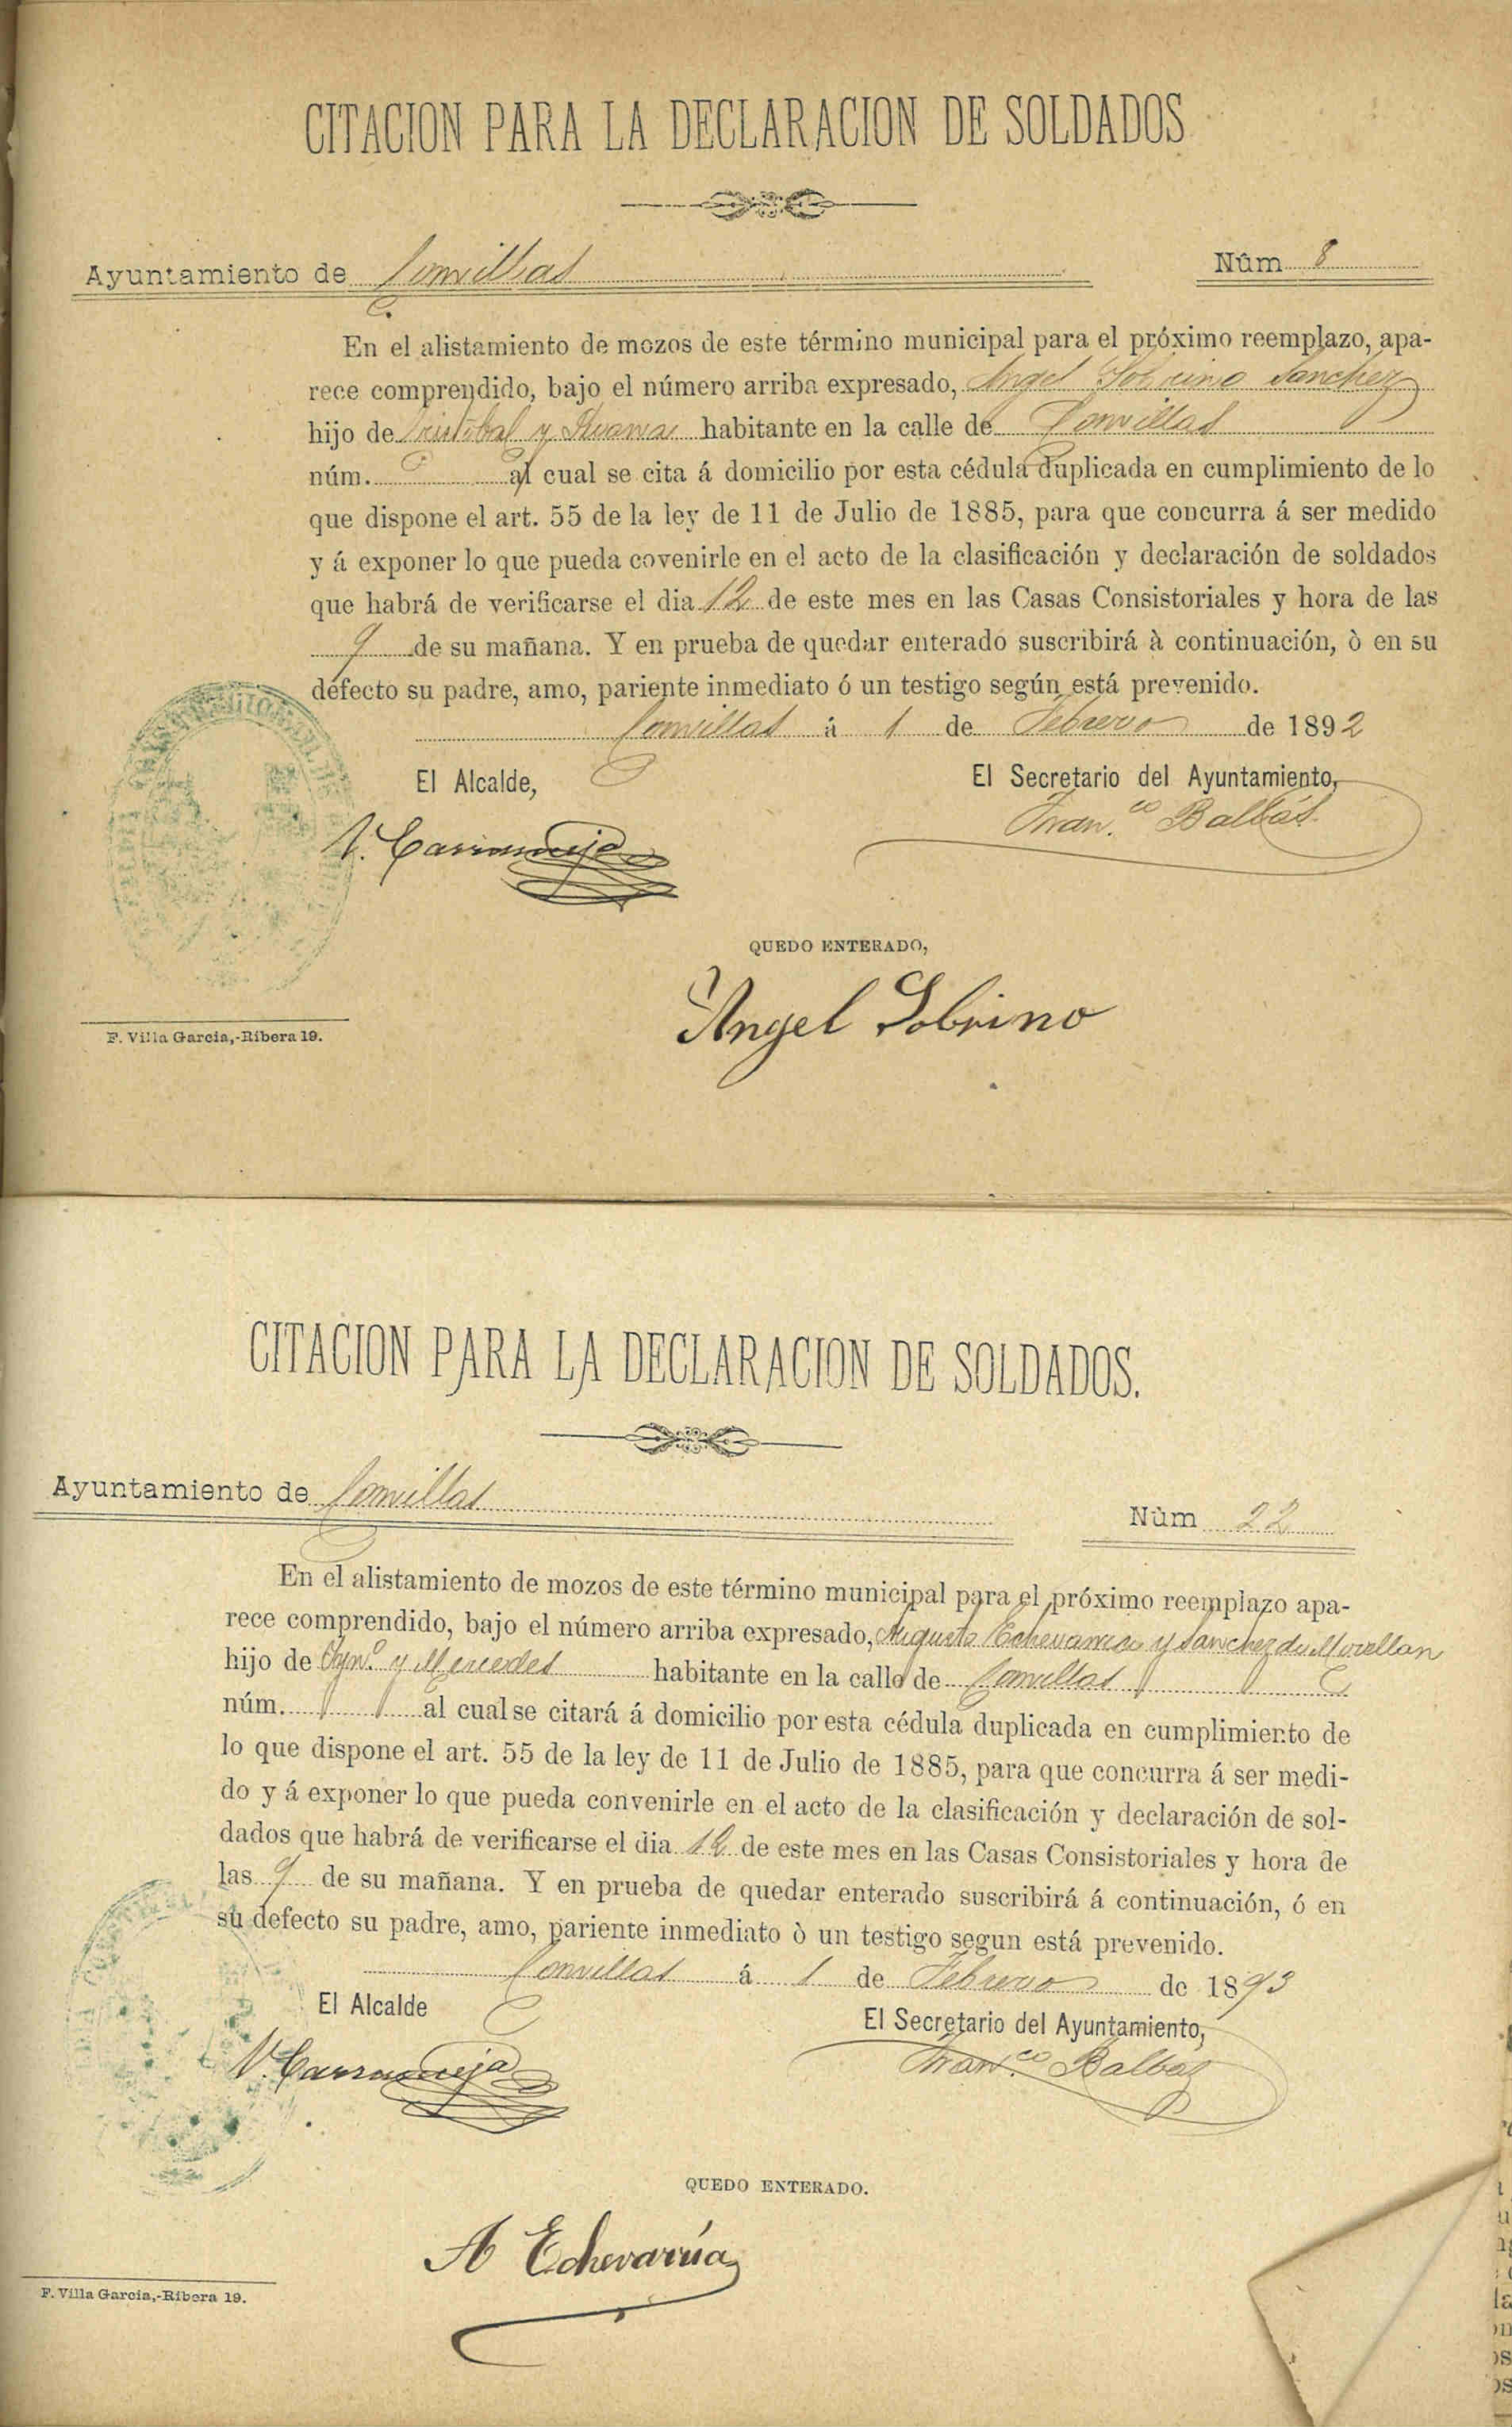 CITACION PARA LA DECLARACION DE SOLDADOS
Ayuntamiento de Comillas
Núm 8
En el alistamiento de mozos de este término municipal para el próximo reemplazo, apa-
rece comprendido, bajo el número arriba expresado, Angel Sobrino Sanchez
hijo de Cristobal y habitante en la calle de Comillas
núm. al cual se cita á domicilio por esta cédula duplicada en cumplimiento de lo
que dispone el art. 55 de la ley de 11 de Julio de 1885, para que concurra á ser medido
y á exponer lo que pueda covenirle en el acto de la clasificación y declaración de soldados
que habrá de verificarse el dia 12 de este mes en las Casas Consistoriales y hora de las
9 de su mañana. Y en prueba de quedar enterado suscribirá à continuación, ò en su
defecto su padre, amo, pariente inmediato ó un testigo según está prevenido.
Comillas á 1 de Febrero de 1892
El Alcalde,
El Secretario del Ayuntamiento,
Fran.co Balbás
V. Carranceja
QUEDO ENTERADO,
Angel Sobrino
F. Villa Garcia,-Ribera 19.
CITACION PARA LA DECLARACION DE SOLDADOS.
Ayuntamiento de Comillas
Nùm 22
En el alistamiento de mozos de este término municipal para el próximo reemplazo apa-
rece comprendido, bajo el número arriba expresado, Augusto Echevarria y Sanchez de Movellan
hijo de y Mercedes habitante en la calle de Comillas
núm. al cual se citará á domicilio por esta cédula duplicada en cumplimiento de
lo que dispone el art. 55 de la ley de 11 de Julio de 1885, para que concurra á ser medi-
do y á exponer lo que pueda convenirle en el acto de la clasificación y declaración de sol-
dados que habrá de verificarse el dia 12 de este mes en las Casas Consistoriales y hora de
las 9 de su mañana. Y en prueba de quedar enterado suscribirá á continuación, ó en
su defecto su padre, amo, pariente inmediato ò un testigo segun está prevenido.
Comillas á 1 de Febrero de 1893
El Alcalde
El Secretario del Ayuntamiento,
V. Carranceja
Fran.co Balbas
QUEDO ENTERADO.
A Echevarría
F. Villa Garcia,-Ribera 19.